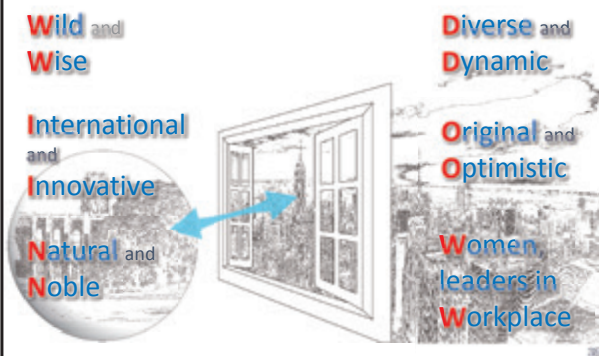 Wild and
Wise
International
and
Innovative
Natural and
Noble
Diverse and
Dynamic
Original and
Optimistic
Women,
leaders in
Workplace